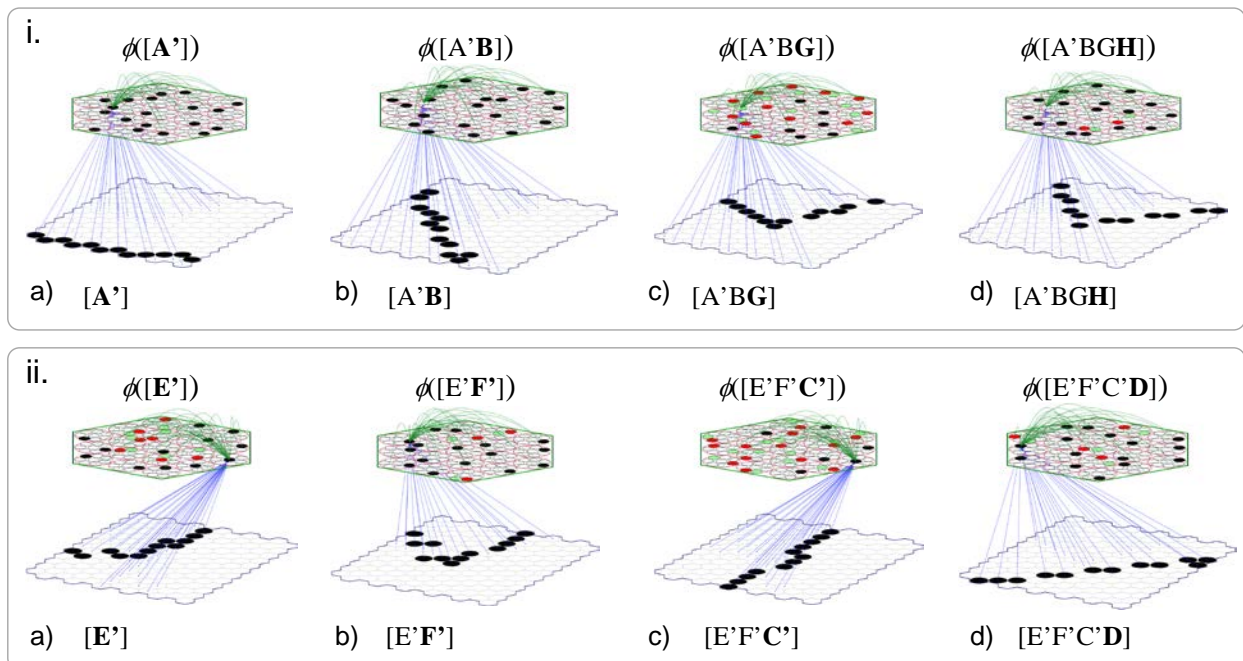 i.
ϕ([A’]) ϕ([A’B]) ϕ([A’BG]) ϕ([A’BGH])
a) [A’] b) [A’B] c) [A’BG] d) [A’BGH]
ii.
ϕ([E’]) ϕ([E’F’]) ϕ([E’F’C’]) ϕ([E’F’C’D])
a) [E’] b) [E’F’] c) [E’F’C’] d) [E’F’C’D]